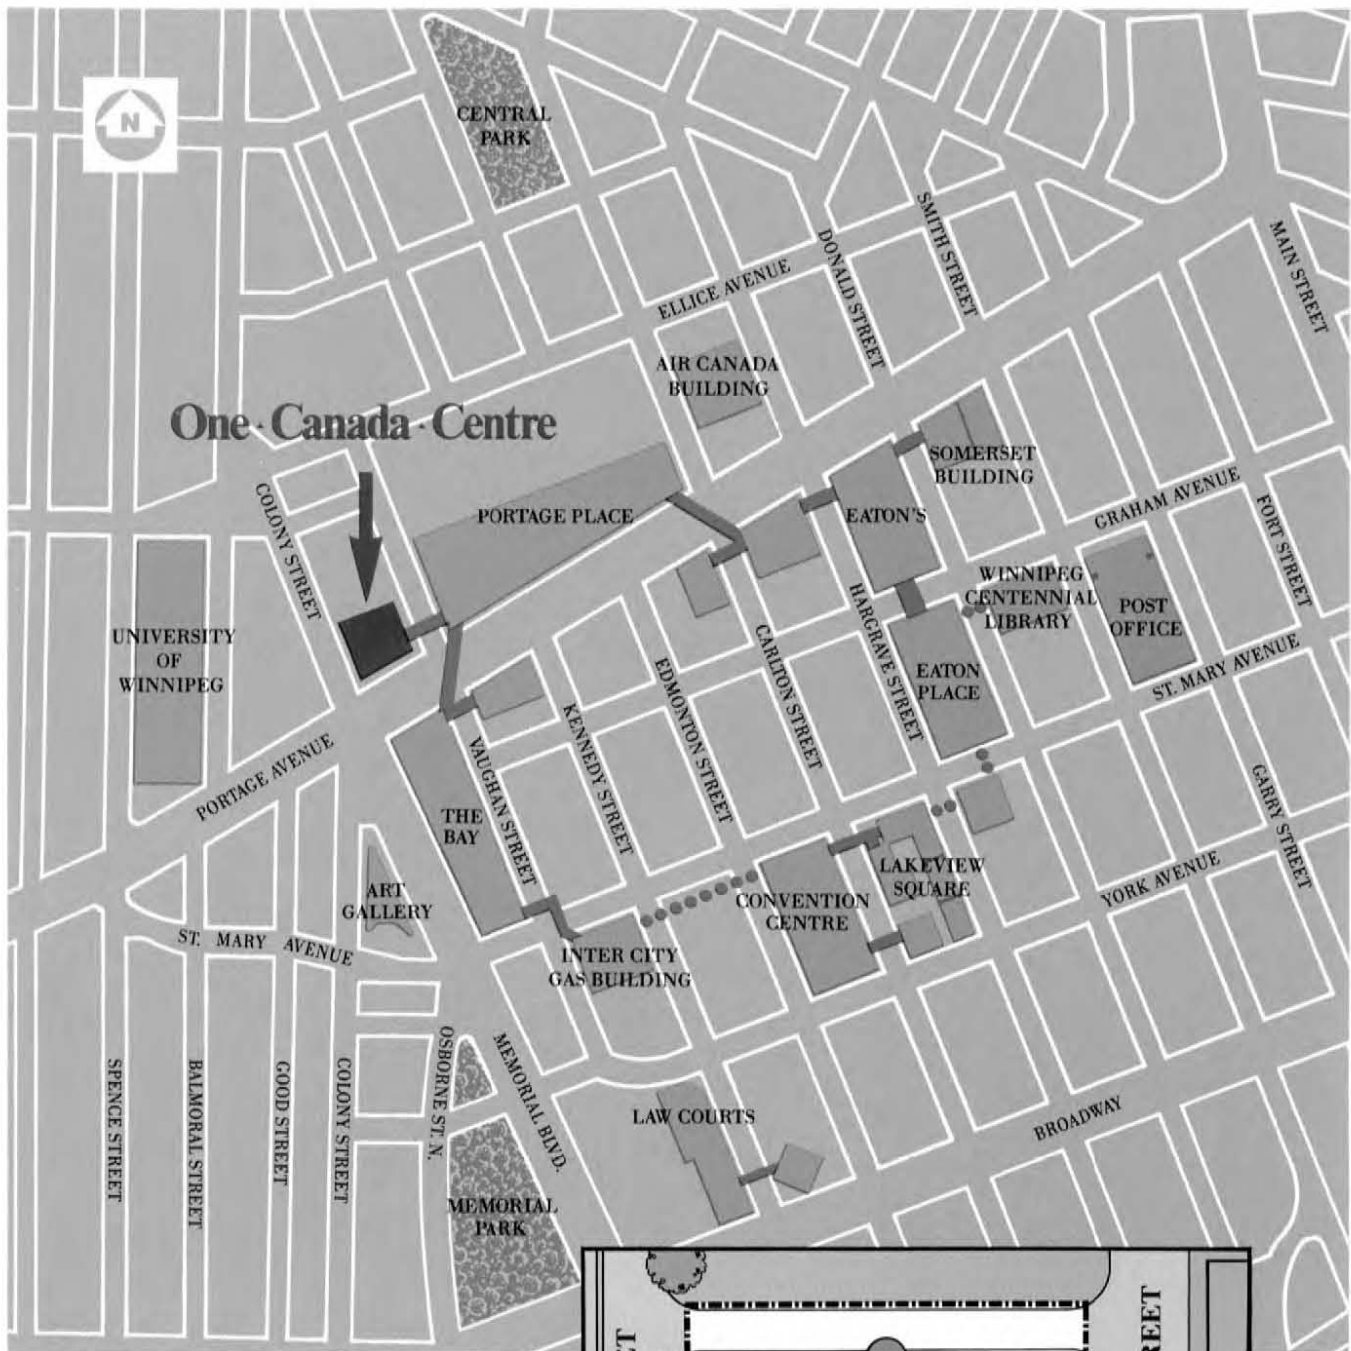 N
CENTRAL
PARK
SMITH STREET
DONALD STREET
MAIN STREET
ELLICE AVENUE
AIR CANADA
BUILDING
One · Canada · Centre
SOMERSET
BUILDING
COLONY STREET
PORTAGE PLACE
EATON'S
GRAHAM AVENUE
FORT STREET
WINNIPEG
CENTENNIAL
LIBRARY
POST
OFFICE
UNIVERSITY
OF
WINNIPEG
HARGRAVE STREET
CARLTON STREET
EDMONTON STREET
KENNEDY STREET
VAUGHAN STREET
EATON
PLACE
ST. MARY AVENUE
PORTAGE AVENUE
GARRY STREET
THE
BAY
ART
GALLERY
LAKEVIEW
SQUARE
CONVENTION
CENTRE
YORK AVENUE
ST. MARY AVENUE
INTER CITY
GAS BUILDING
SPENCE STREET
BALMORAL STREET
GOOD STREET
COLONY STREET
OSBORNE ST. N.
MEMORIAL BLVD.
LAW COURTS
BROADWAY
MEMORIAL
PARK